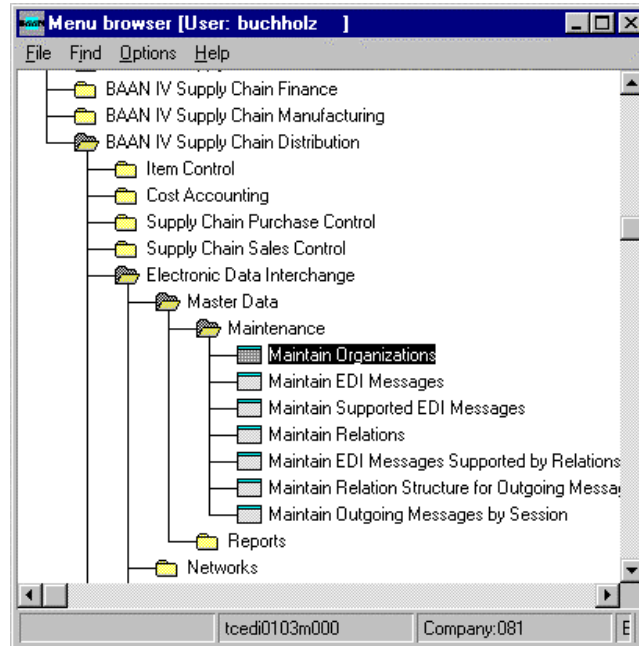 BAAN Menu browser [User: buchholz ]
File Find Options Help
BAAN IV Supply Chain Finance
BAAN IV Supply Chain Manufacturing
BAAN IV Supply Chain Distribution
Item Control
Cost Accounting
Supply Chain Purchase Control
Supply Chain Sales Control
Electronic Data Interchange
Master Data
Maintenance
Maintain Organizations
Maintain EDI Messages
Maintain Supported EDI Messages
Maintain Relations
Maintain EDI Messages Supported by Relations
Maintain Relation Structure for Outgoing Messa
Maintain Outgoing Messages by Session
Reports
Networks
tcedi0103m000 Company:081 E